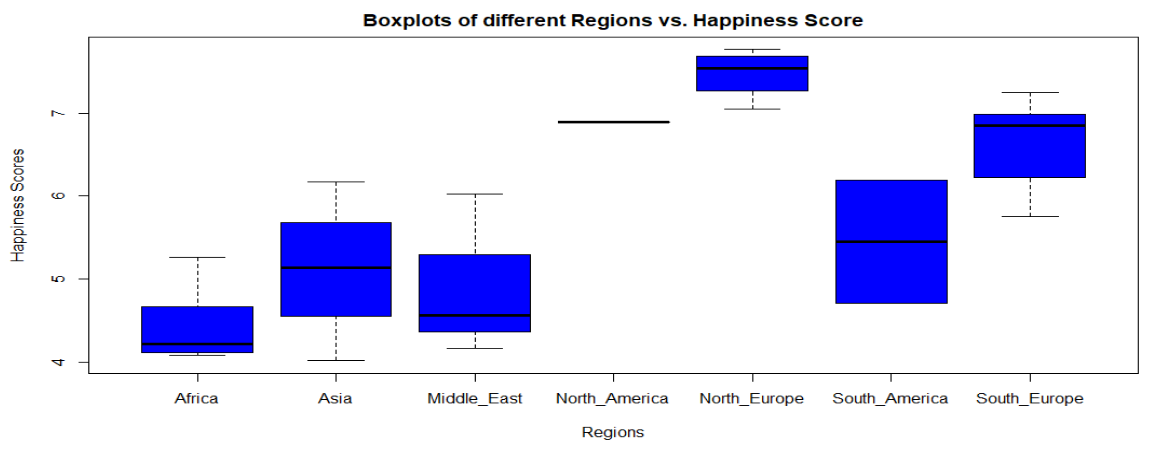 Boxplots of different Regions vs. Happiness Score
Happiness Scores
7
6
5
4
Africa Asia Middle_East North_America North_Europe South_America South_Europe
Regions